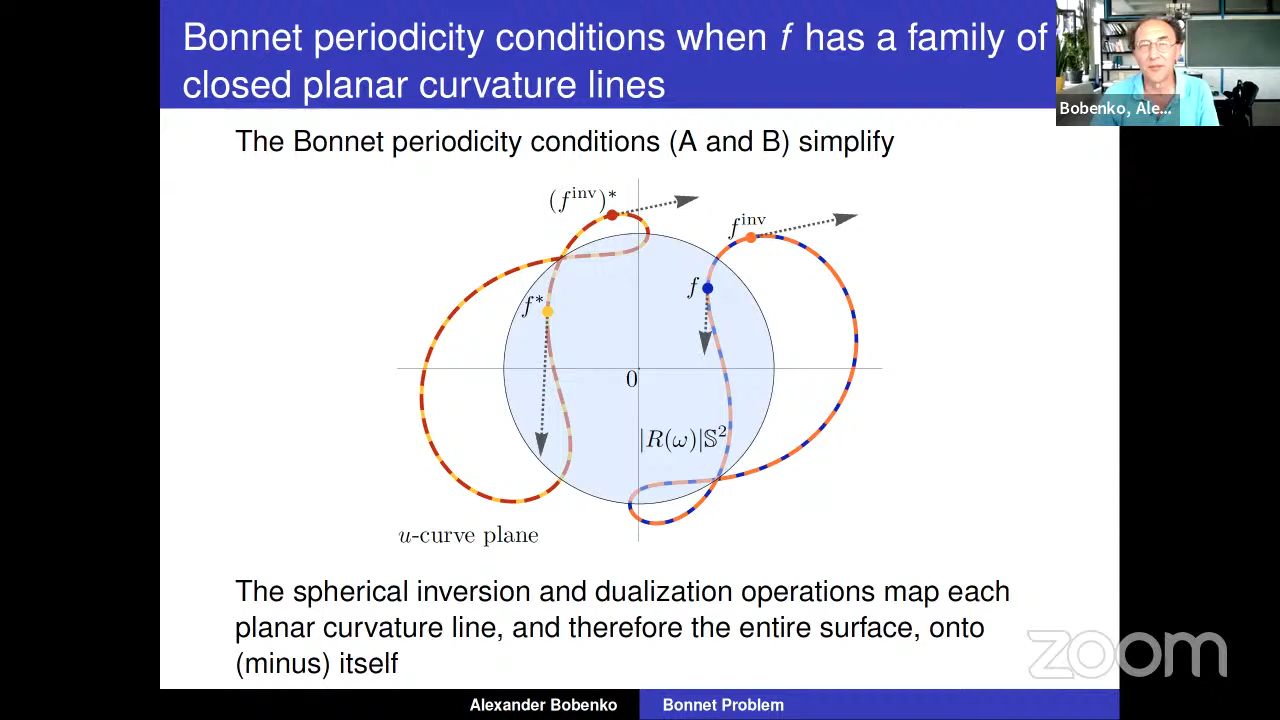 Bonnet periodicity conditions when f has a family of
closed planar curvature lines
Bobenko, Ale...
The Bonnet periodicity conditions (A and B) simplify
(f^inv)*
f^inv
f
f*
0
|R(ω)|𝕊²
u-curve plane
The spherical inversion and dualization operations map each
planar curvature line, and therefore the entire surface, onto
(minus) itself
zoom
Alexander Bobenko
Bonnet Problem